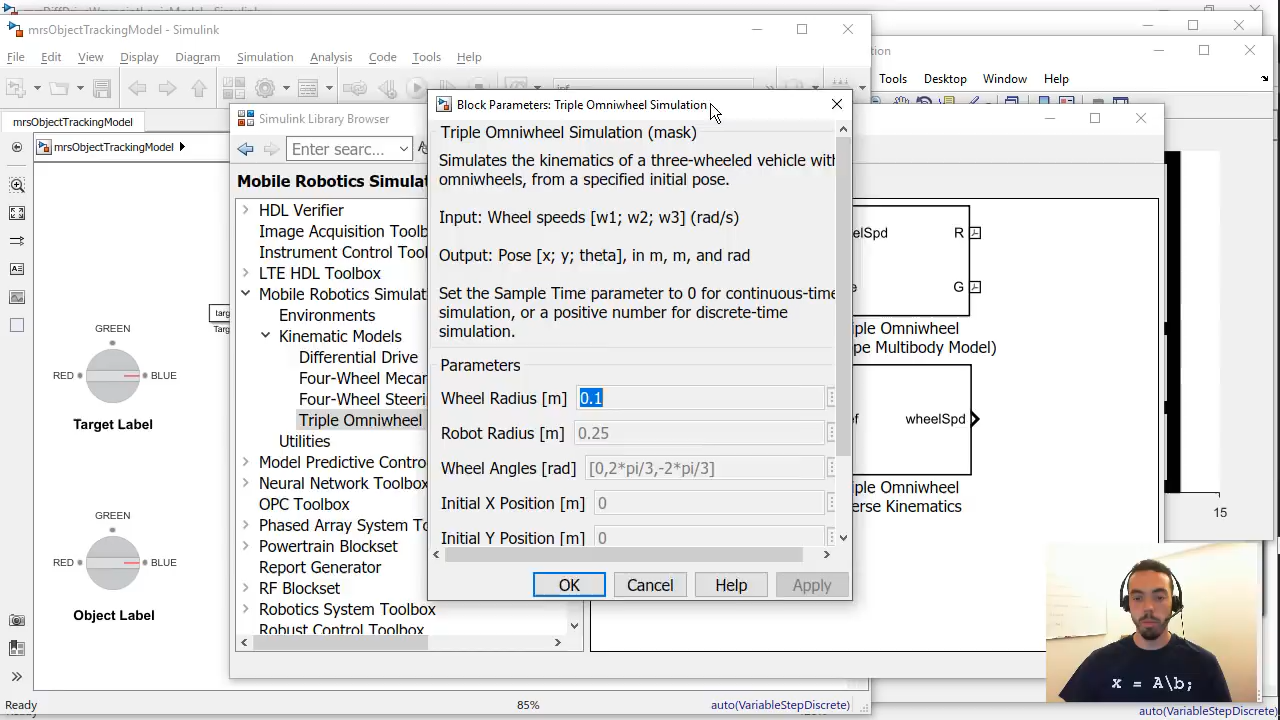 mrsObjectTrackingModel - Simulink
File Edit View Display Diagram Simulation Analysis Code Tools Help
Tools Desktop Window Help
inf
mrsObjectTrackingModel
mrsObjectTrackingModel
Simulink Library Browser
Enter searc...
Mobile Robotics Simulat
HDL Verifier
Image Acquisition Toolb
Instrument Control Tool
LTE HDL Toolbox
Mobile Robotics Simulat
Environments
Kinematic Models
Differential Drive
Four-Wheel Mecar
Four-Wheel Steeri
Triple Omniwheel
Utilities
Model Predictive Contro
Neural Network Toolbox
OPC Toolbox
Phased Array System To
Powertrain Blockset
Report Generator
RF Blockset
Robotics System Toolbox
Robust Control Toolbox
GREEN
RED BLUE
Target Label
GREEN
RED BLUE
Object Label
Block Parameters: Triple Omniwheel Simulation
Triple Omniwheel Simulation (mask)
Simulates the kinematics of a three-wheeled vehicle with
omniwheels, from a specified initial pose.
Input: Wheel speeds [w1; w2; w3] (rad/s)
Output: Pose [x; y; theta], in m, m, and rad
Set the Sample Time parameter to 0 for continuous-time
simulation, or a positive number for discrete-time
simulation.
Parameters
Wheel Radius [m] 0.1
Robot Radius [m] 0.25
Wheel Angles [rad] [0,2*pi/3,-2*pi/3]
Initial X Position [m] 0
Initial Y Position [m] 0
OK Cancel Help Apply
elSpd R
G
iple Omniwheel
pe Multibody Model)
ef wheelSpd
iple Omniwheel
erse Kinematics
15
x = A\b;
Ready 85% auto(VariableStepDiscrete)
auto(VariableStepDiscrete)